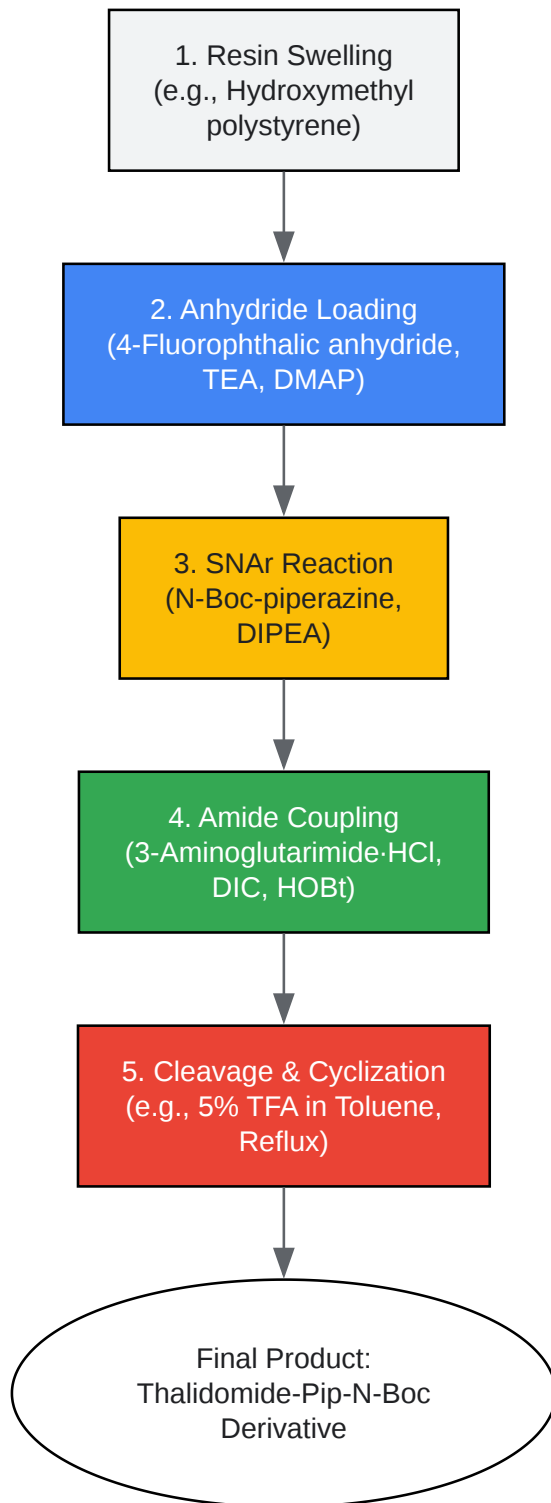 1. Resin Swelling
(e.g., Hydroxymethyl
polystyrene)
2. Anhydride Loading
(4-Fluorophthalic anhydride,
TEA, DMAP)
3. SNAr Reaction
(N-Boc-piperazine,
DIPEA)
4. Amide Coupling
(3-Aminoglutarimide·HCl,
DIC, HOBt)
5. Cleavage & Cyclization
(e.g., 5% TFA in Toluene,
Reflux)
Final Product:
Thalidomide-Pip-N-Boc
Derivative